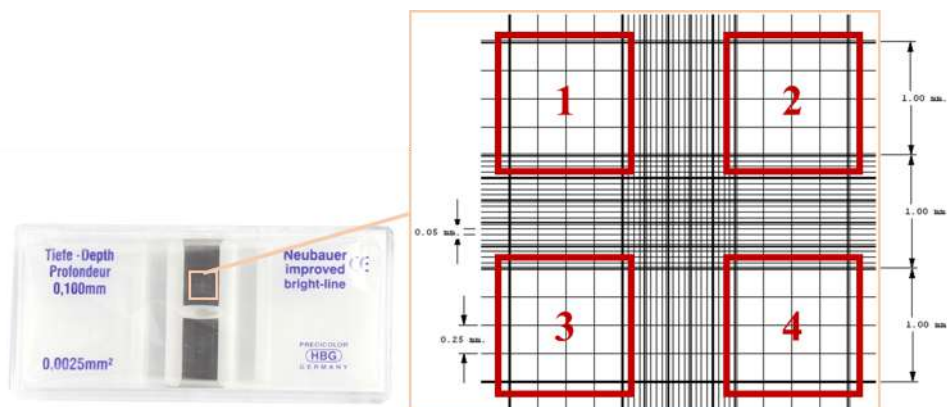 Tiefe - Depth
Profondeur
0,100mm
0.0025mm²
Neubauer
improved
bright-line
CE
PRECICOLOR
HBG
GERMANY
1
2
3
4
1.00 mm.
1.00 mm.
1.00 mm.
0.05 mm.
0.25 mm.